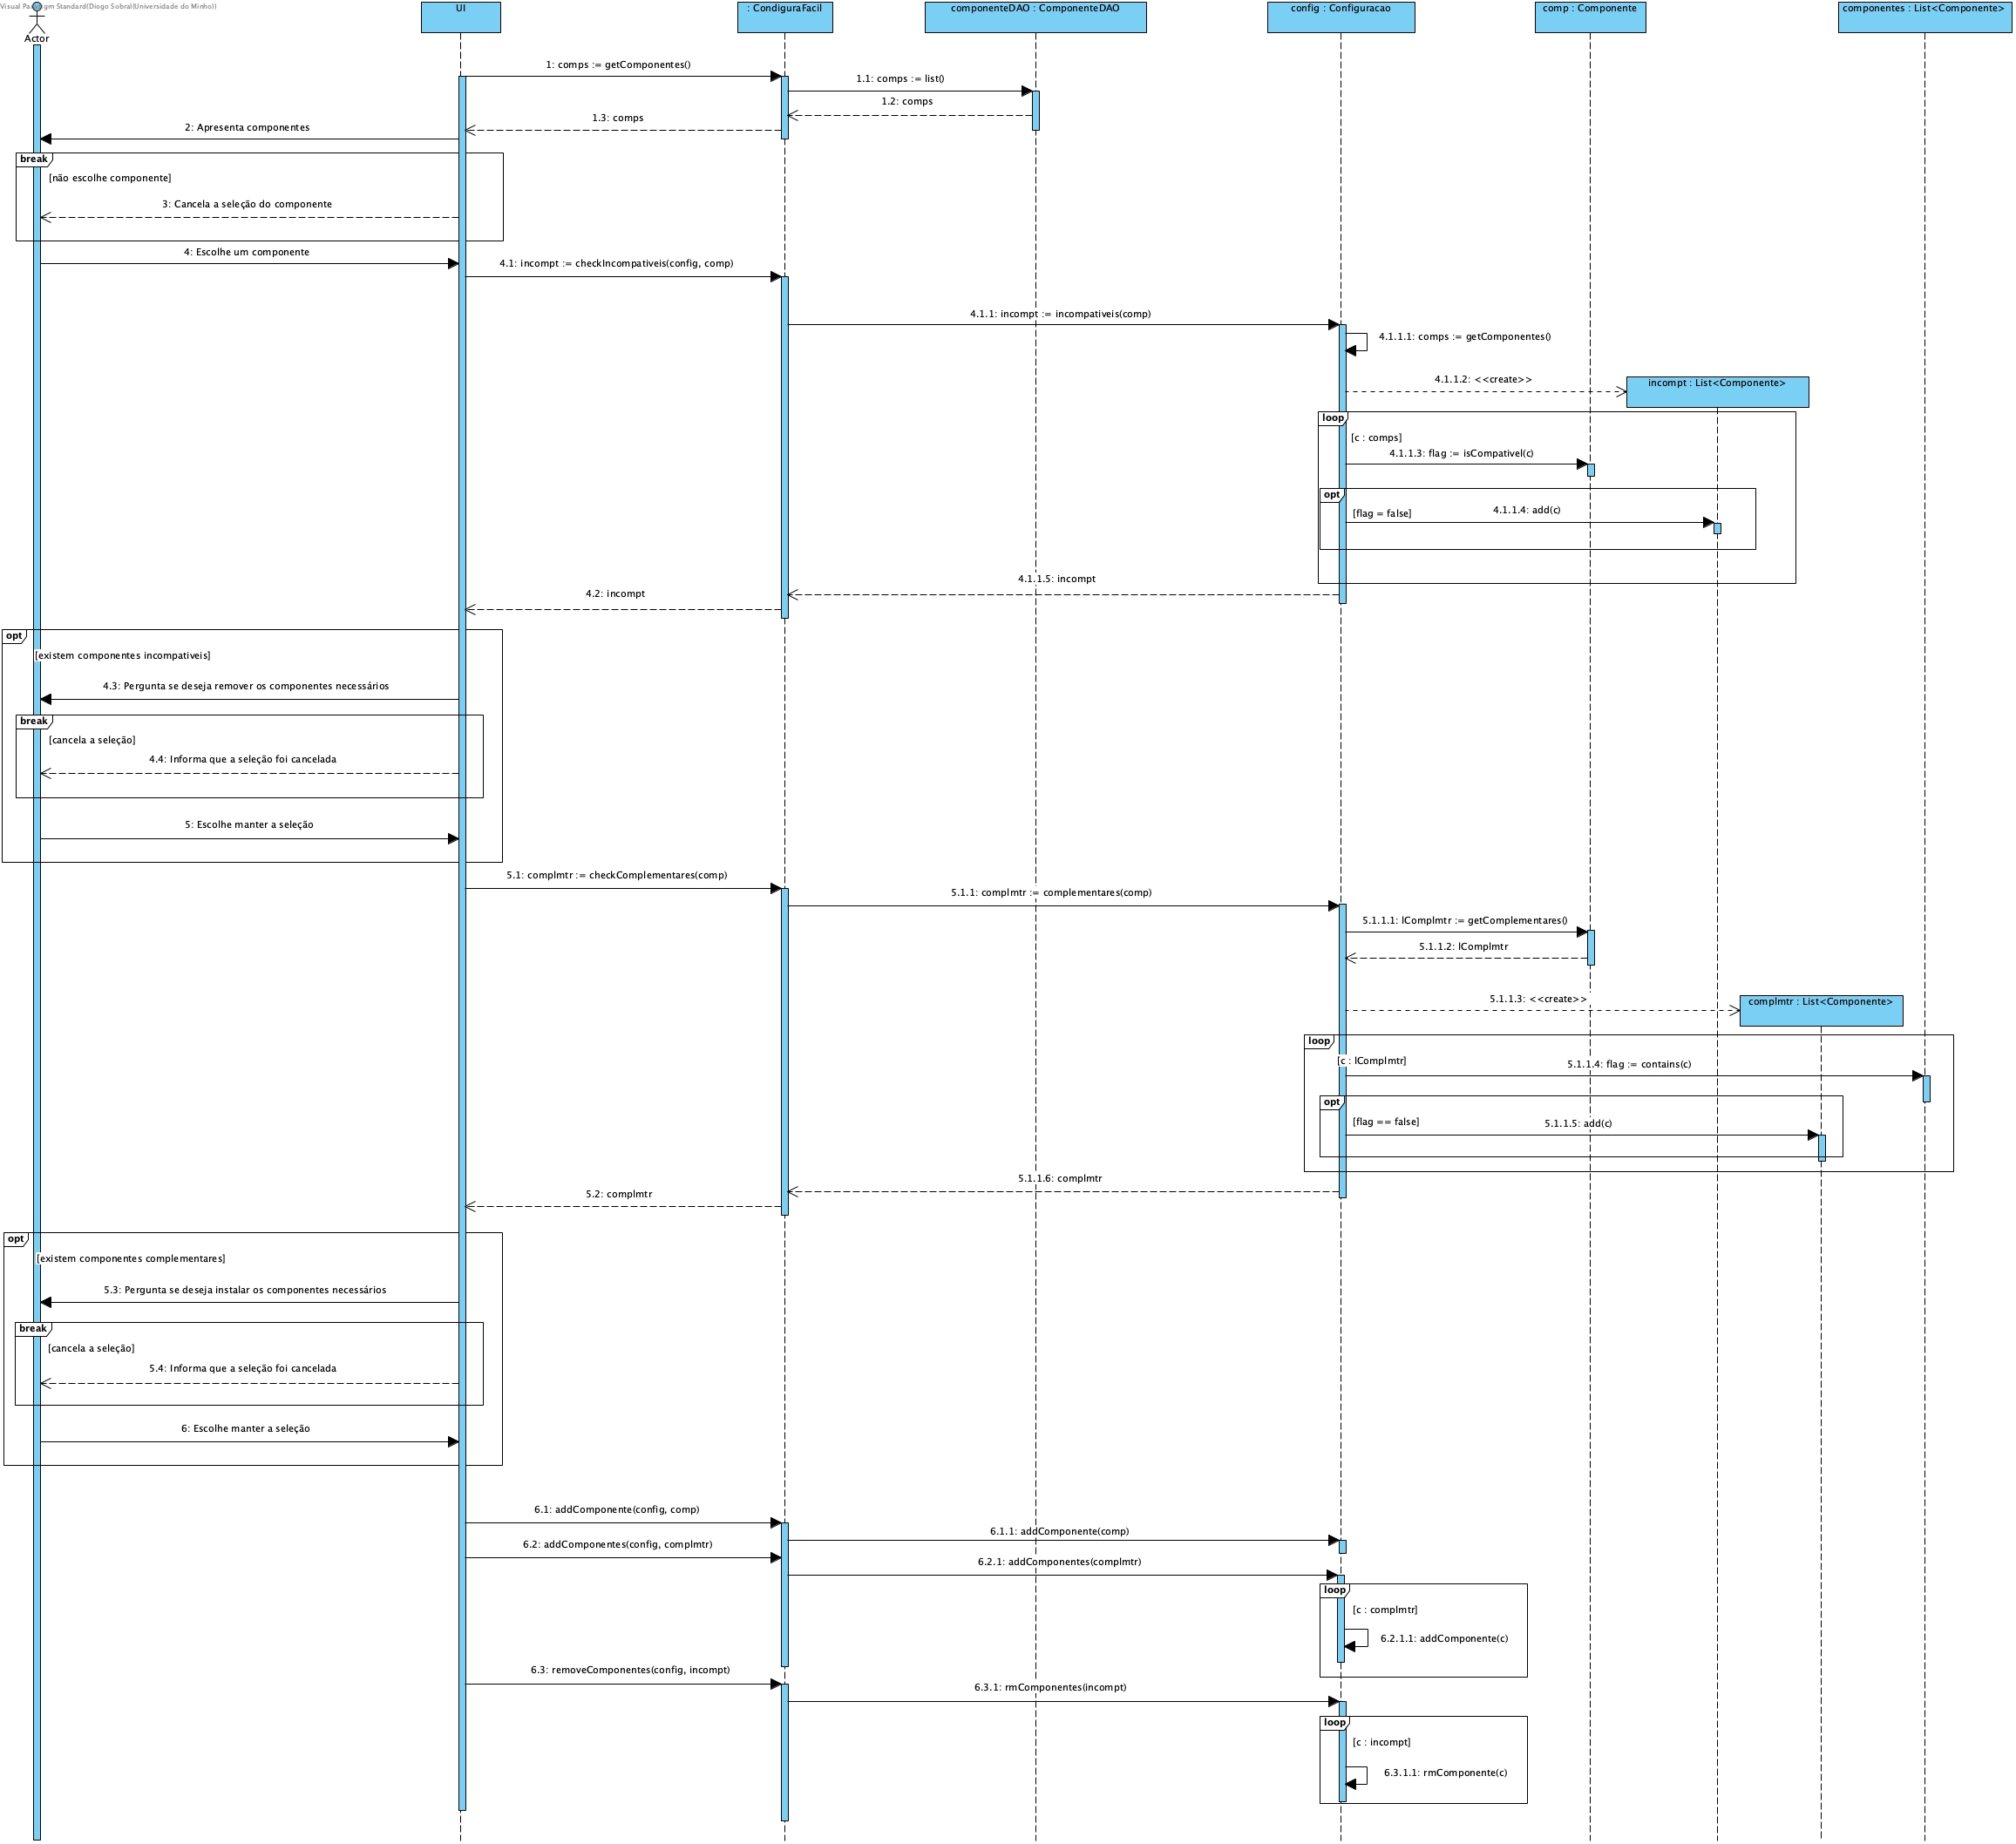 Visual Paradigm Standard(Diogo Sobral(Universidade do Minho))
Actor
UI
: CondiguraFacil
componenteDAO : ComponenteDAO
config : Configuracao
comp : Componente
componentes : List<Componente>
1: comps := getComponentes()
1.1: comps := list()
1.2: comps
1.3: comps
2: Apresenta componentes
break
[não escolhe componente]
3: Cancela a seleção do componente
4: Escolhe um componente
4.1: incompt := checkIncompativeis(config, comp)
4.1.1: incompt := incompativeis(comp)
4.1.1.1: comps := getComponentes()
4.1.1.2: <<create>>
incompt : List<Componente>
loop
[c : comps]
4.1.1.3: flag := isCompativel(c)
opt
[flag = false]
4.1.1.4: add(c)
4.1.1.5: incompt
4.2: incompt
opt
[existem componentes incompativeis]
4.3: Pergunta se deseja remover os componentes necessários
break
[cancela a seleção]
4.4: Informa que a seleção foi cancelada
5: Escolhe manter a seleção
5.1: complmtr := checkComplementares(comp)
5.1.1: complmtr := complementares(comp)
5.1.1.1: lComplmtr := getComplementares()
5.1.1.2: lComplmtr
5.1.1.3: <<create>>
complmtr : List<Componente>
loop
[c : lComplmtr]
5.1.1.4: flag := contains(c)
opt
[flag == false]
5.1.1.5: add(c)
5.1.1.6: complmtr
5.2: complmtr
opt
[existem componentes complementares]
5.3: Pergunta se deseja instalar os componentes necessários
break
[cancela a seleção]
5.4: Informa que a seleção foi cancelada
6: Escolhe manter a seleção
6.1: addComponente(config, comp)
6.1.1: addComponente(comp)
6.2: addComponentes(config, complmtr)
6.2.1: addComponentes(complmtr)
loop
[c : complmtr]
6.2.1.1: addComponente(c)
6.3: removeComponentes(config, incompt)
6.3.1: rmComponentes(incompt)
loop
[c : incompt]
6.3.1.1: rmComponente(c)